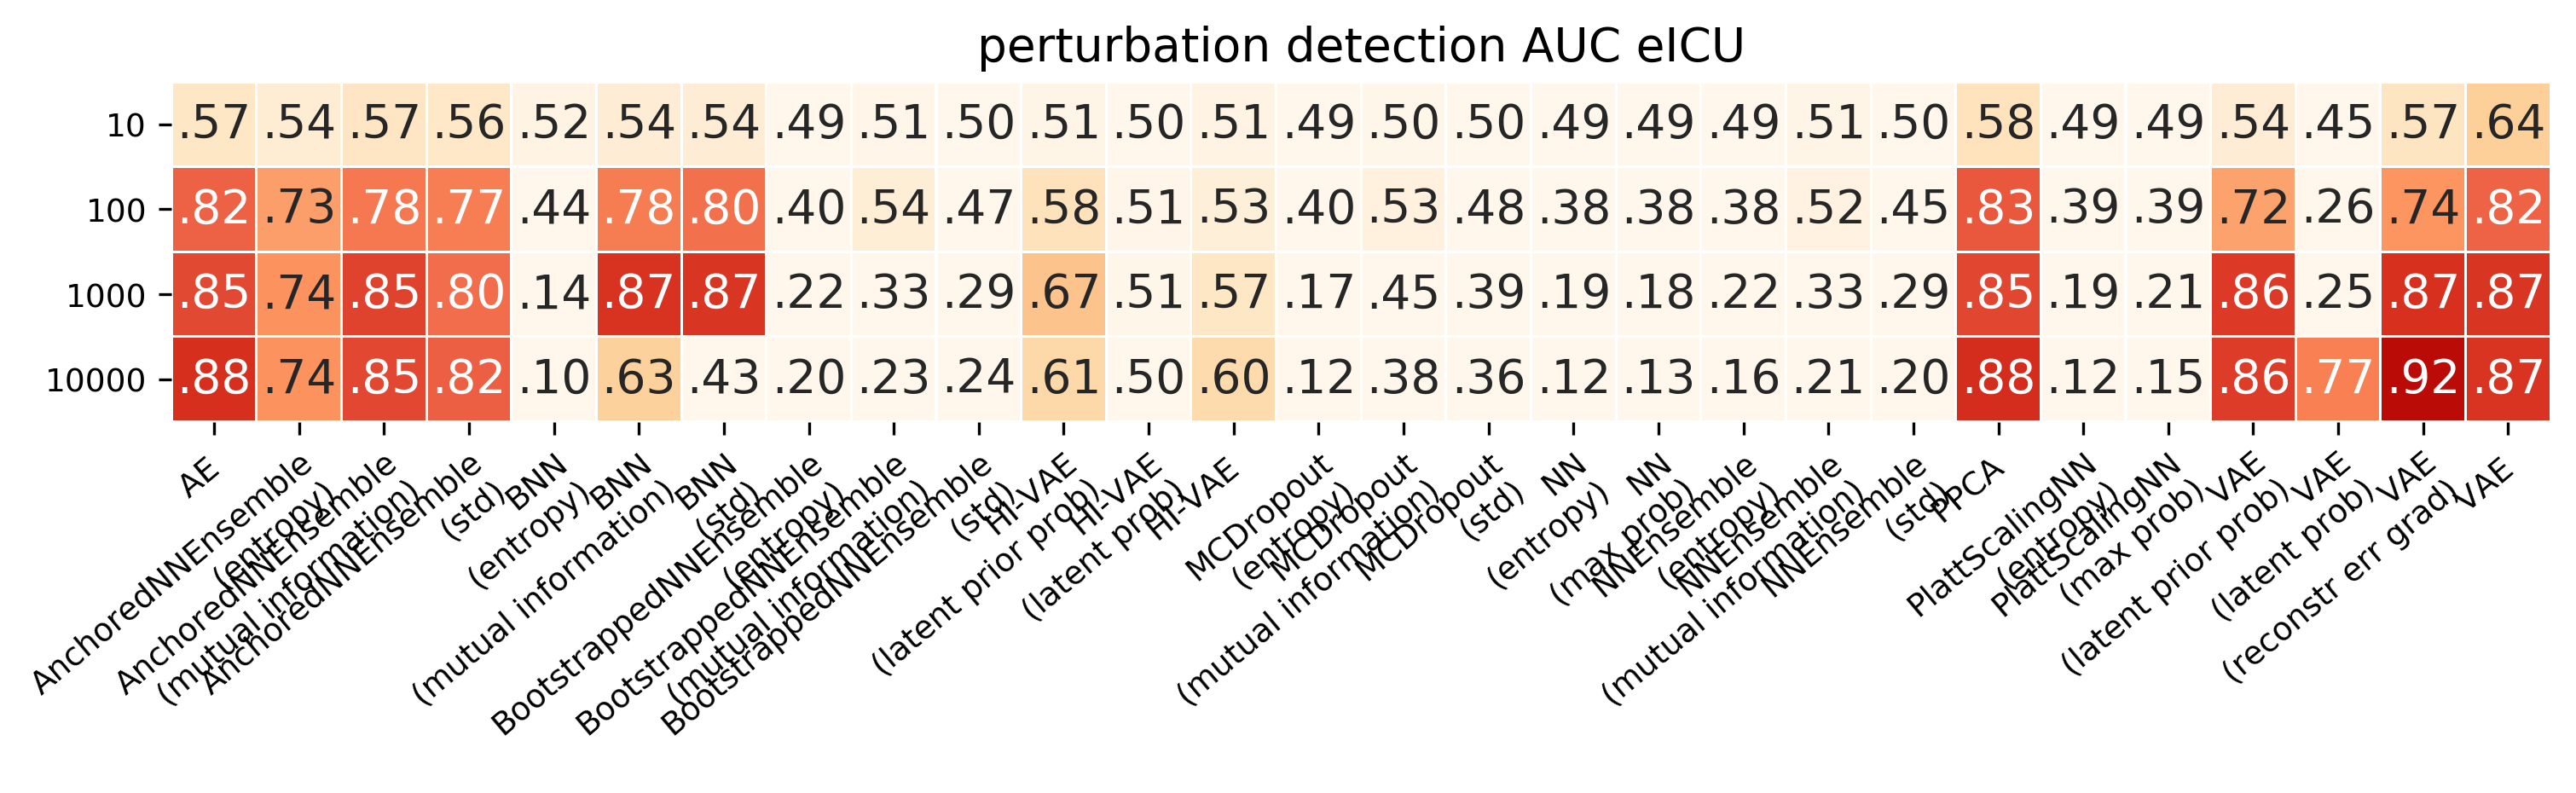 perturbation detection AUC eICU
10 .57 .54 .57 .56 .52 .54 .54 .49 .51 .50 .51 .50 .51 .49 .50 .50 .49 .49 .49 .51 .50 .58 .49 .49 .54 .45 .57 .64
100 .82 .73 .78 .77 .44 .78 .80 .40 .54 .47 .58 .51 .53 .40 .53 .48 .38 .38 .38 .52 .45 .83 .39 .39 .72 .26 .74 .82
1000 .85 .74 .85 .80 .14 .87 .87 .22 .33 .29 .67 .51 .57 .17 .45 .39 .19 .18 .22 .33 .29 .85 .19 .21 .86 .25 .87 .87
10000 .88 .74 .85 .82 .10 .63 .43 .20 .23 .24 .61 .50 .60 .12 .38 .36 .12 .13 .16 .21 .20 .88 .12 .15 .86 .77 .92 .87
AE
AnchoredNNEnsemble
(entropy)
AnchoredNNEnsemble
(mutual information)
AnchoredNNEnsemble
(std)
BNN
(entropy)
BNN
(mutual information)
BNN
(std)
BootstrappedNNEnsemble
(entropy)
BootstrappedNNEnsemble
(mutual information)
BootstrappedNNEnsemble
(std)
HI-VAE
(latent prior prob)
HI-VAE
(latent prob)
HI-VAE
MCDropout
(entropy)
MCDropout
(mutual information)
MCDropout
(std)
NN
(entropy)
NN
(max prob)
NNEnsemble
(entropy)
NNEnsemble
(mutual information)
NNEnsemble
(std)
PPCA
PlattScalingNN
(entropy)
PlattScalingNN
(max prob)
VAE
(latent prior prob)
VAE
(latent prob)
VAE
(reconstr err grad)
VAE